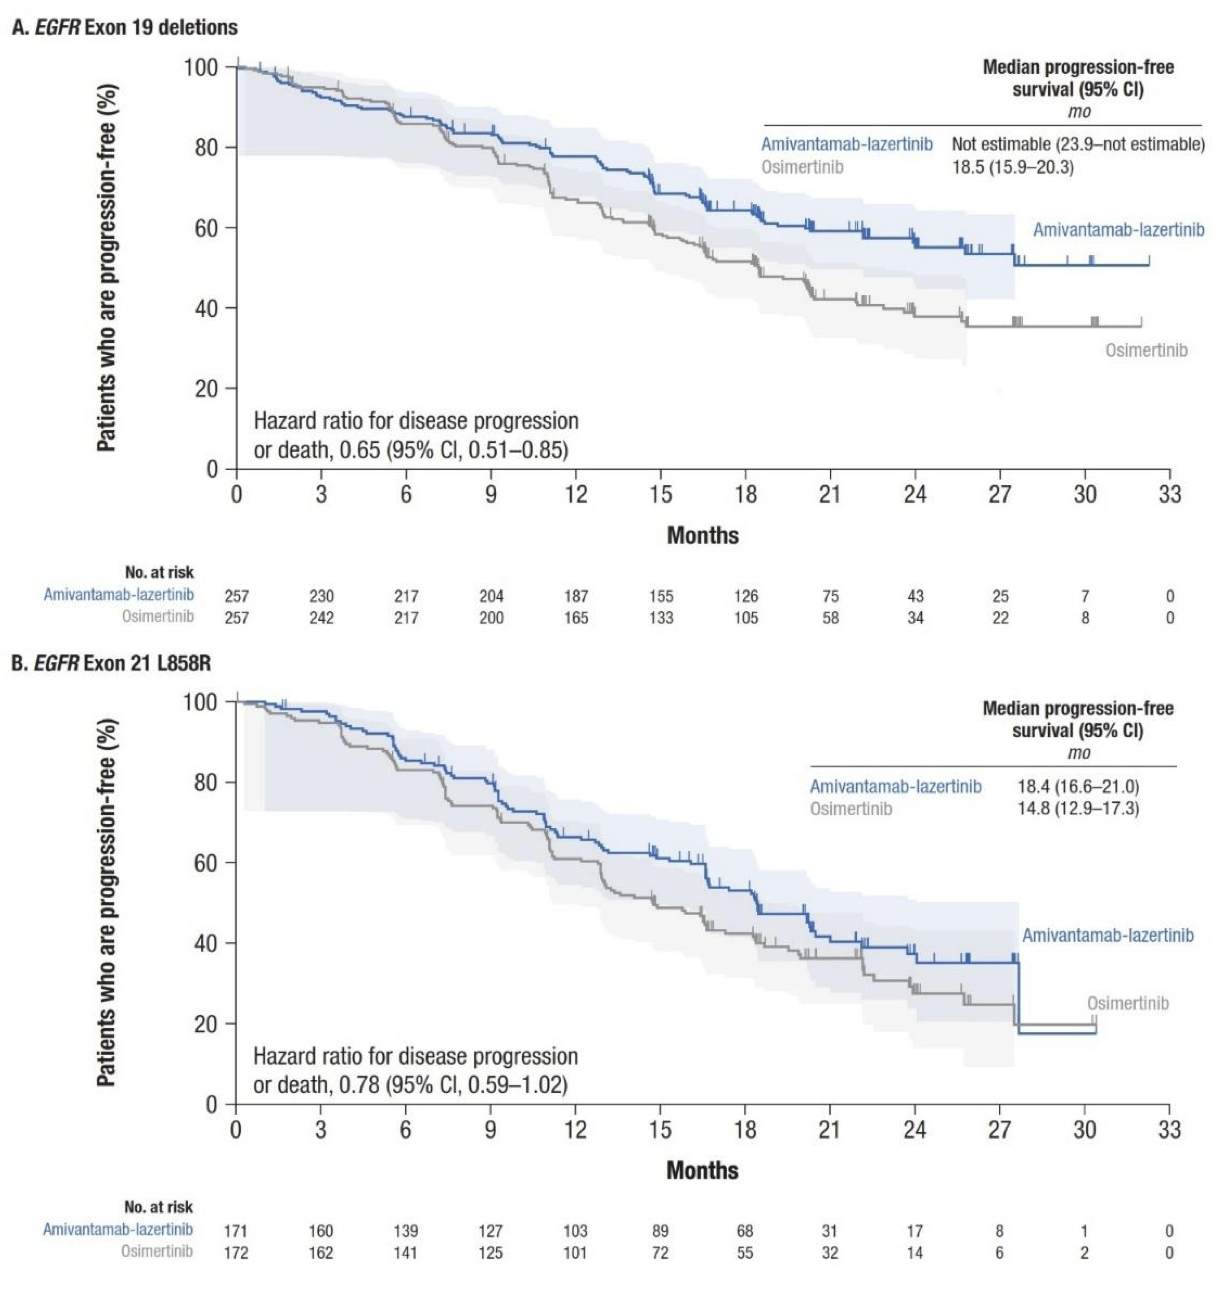 A. EGFR Exon 19 deletions
Patients who are progression-free (%)
100
80
60
40
20
0
Median progression-free
survival (95% CI)
mo
Amivantamab-lazertinib Not estimable (23.9–not estimable)
Osimertinib 18.5 (15.9–20.3)
Amivantamab-lazertinib
Osimertinib
Hazard ratio for disease progression
or death, 0.65 (95% CI, 0.51–0.85)
0 3 6 9 12 15 18 21 24 27 30 33
Months
No. at risk
Amivantamab-lazertinib 257 230 217 204 187 155 126 75 43 25 7 0
Osimertinib 257 242 217 200 165 133 105 58 34 22 8 0
B. EGFR Exon 21 L858R
Patients who are progression-free (%)
100
80
60
40
20
0
Median progression-free
survival (95% CI)
mo
Amivantamab-lazertinib 18.4 (16.6–21.0)
Osimertinib 14.8 (12.9–17.3)
Amivantamab-lazertinib
Osimertinib
Hazard ratio for disease progression
or death, 0.78 (95% CI, 0.59–1.02)
0 3 6 9 12 15 18 21 24 27 30 33
Months
No. at risk
Amivantamab-lazertinib 171 160 139 127 103 89 68 31 17 8 1 0
Osimertinib 172 162 141 125 101 72 55 32 14 6 2 0